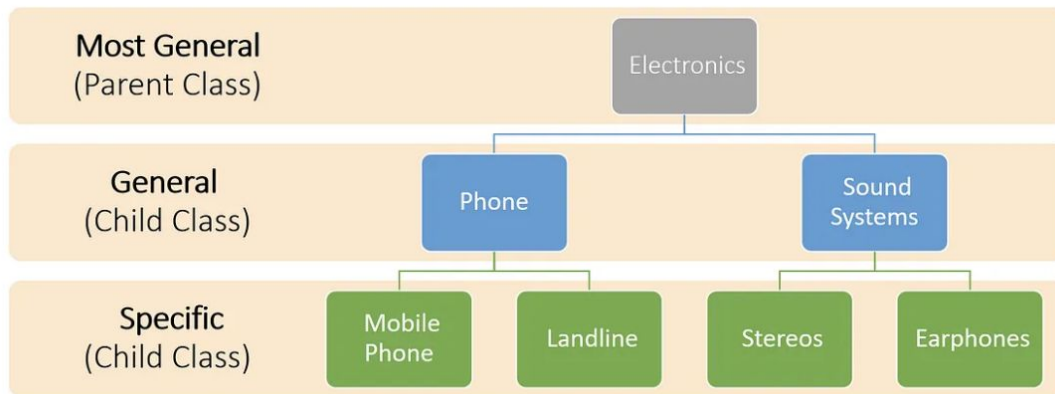 Most General
(Parent Class)
Electronics
General
(Child Class)
Phone
Sound
Systems
Specific
(Child Class)
Mobile
Phone
Landline
Stereos
Earphones